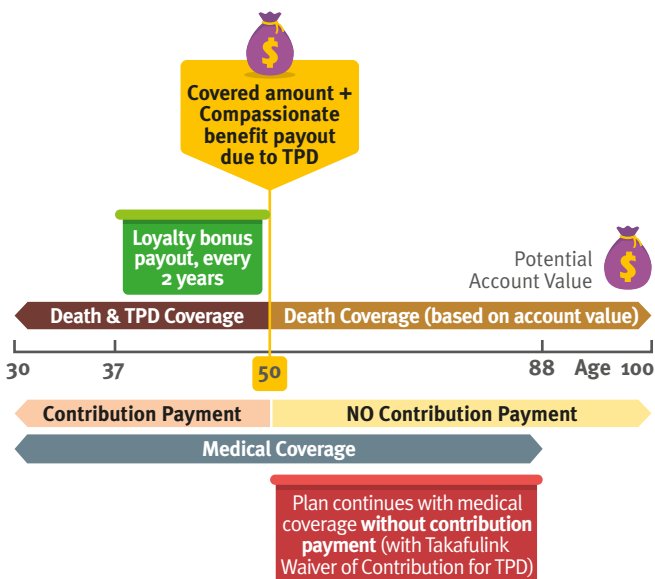 $
Covered amount +
Compassionate
benefit payout
due to TPD
Loyalty bonus
payout, every
2 years
Potential
Account Value
$
Death & TPD Coverage
Death Coverage (based on account value)
30
37
50
88
Age 100
Contribution Payment
NO Contribution Payment
Medical Coverage
Plan continues with medical
coverage without contribution
payment (with Takafulink
Waiver of Contribution for TPD)